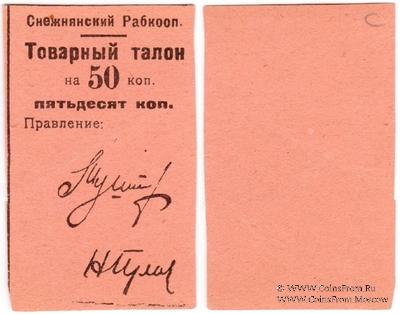 Снежнянский Рабкооп.
Товарный талон
на 50 коп.
пятьдесят коп.
Правление:
C
© WWW.CoinsFrom.Ru
WWW.CoinsFrom.Moscow